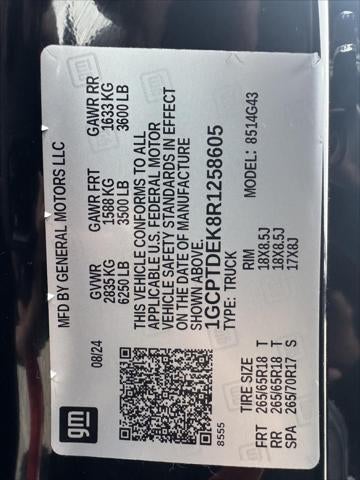 gm
MFD BY GENERAL MOTORS LLC
08/24
GVWR GAWR FRT GAWR RR
2835 KG 1588 KG 1633 KG
6250 LB 3500 LB 3600 LB
THIS VEHICLE CONFORMS TO ALL
APPLICABLE U.S. FEDERAL MOTOR
VEHICLE SAFETY STANDARDS IN EFFECT
ON THE DATE OF MANUFACTURE
SHOWN ABOVE.
1GCPTDEK8R1258605
TYPE: TRUCK MODEL: 8514G43
8555
TIRE SIZE RIM
FRT 265/65R18 T 18X8.5J
RR 265/65R18 T 18X8.5J
SPA 265/70R17 S 17X8J